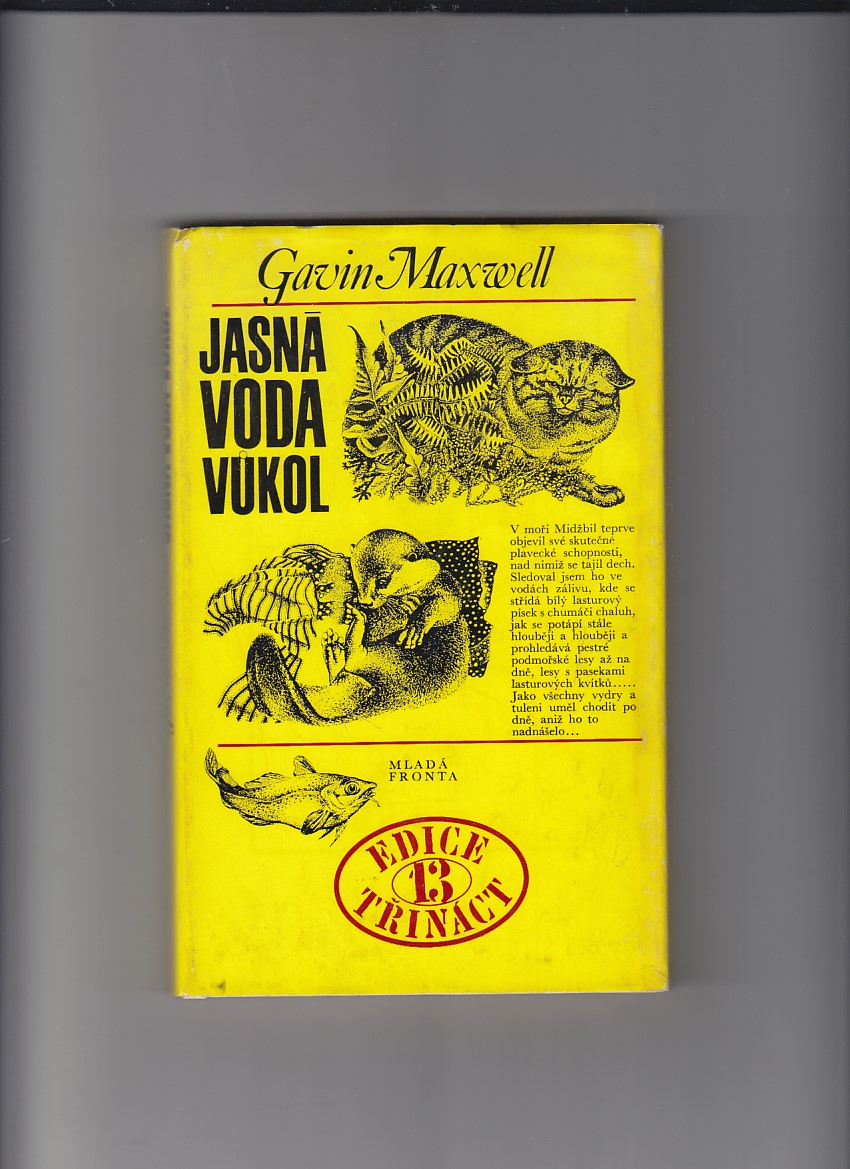 Gavin Maxwell
JASNÁ
VODA
VŮKOL
V moři Midžbil teprve
objevil své skutečné
plavecké schopnosti,
nad nimiž se tajil dech.
Sledoval jsem ho ve
vodách zálivu, kde se
střídá bílý lasturový
písek s chumáči chaluh,
jak se potápí stále
hlouběji a hlouběji a
prohledává pestré
podmořské lesy až na
dně, lesy s pasekami
lasturových kvítků.....
Jako všechny vydry a
tuleni uměl chodit po
dně, aniž ho to
nadnášelo...
MLADÁ
FRONTA
EDICE
13
TŘINÁCT